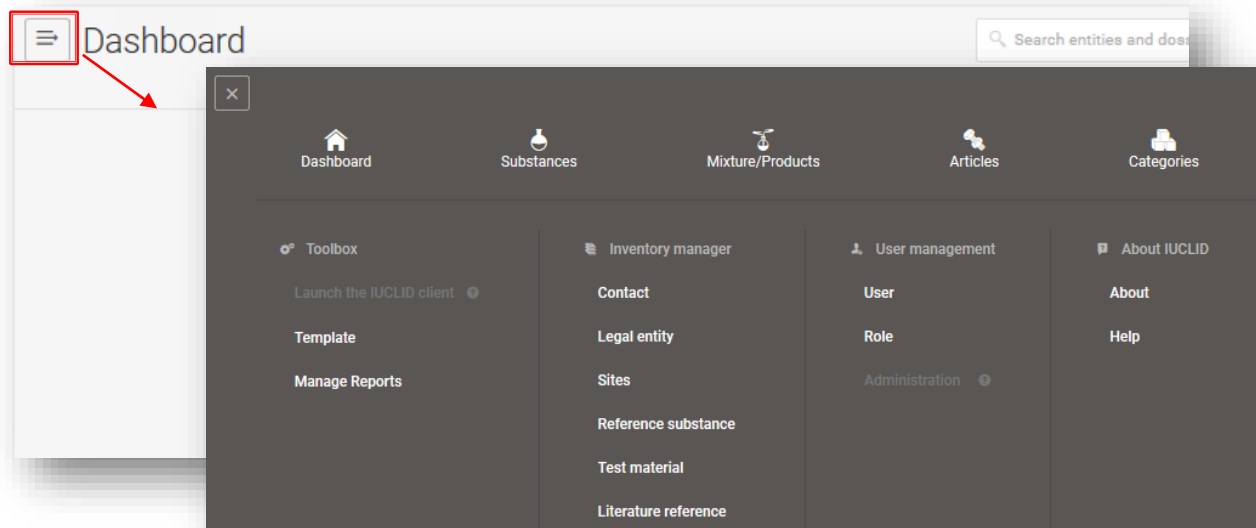 Dashboard
Search entities and doss
Dashboard
Substances
Mixture/Products
Articles
Categories
Toolbox
Launch the IUCLID client
Template
Manage Reports
Inventory manager
Contact
Legal entity
Sites
Reference substance
Test material
Literature reference
User management
User
Role
Administration
About IUCLID
About
Help